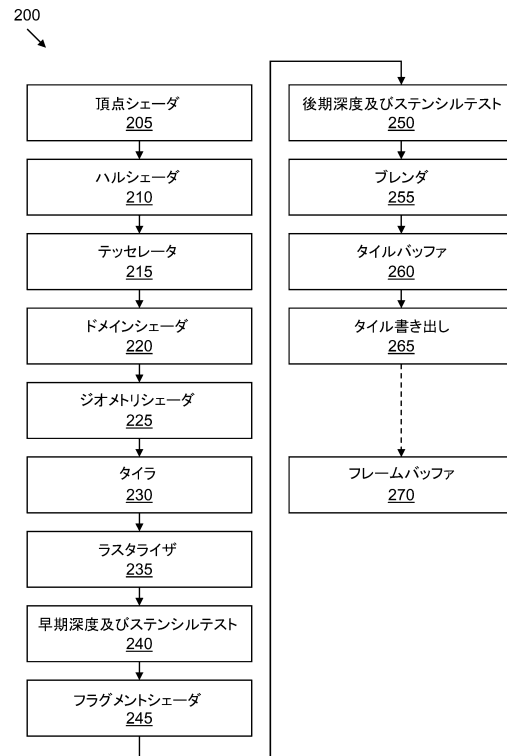 200
頂点シェーダ
205
ハルシェーダ
210
テッセレータ
215
ドメインシェーダ
220
ジオメトリシェーダ
225
タイラ
230
ラスタライザ
235
早期深度及びステンシルテスト
240
フラグメントシェーダ
245
後期深度及びステンシルテスト
250
ブレンダ
255
タイルバッファ
260
タイル書き出し
265
フレームバッファ
270